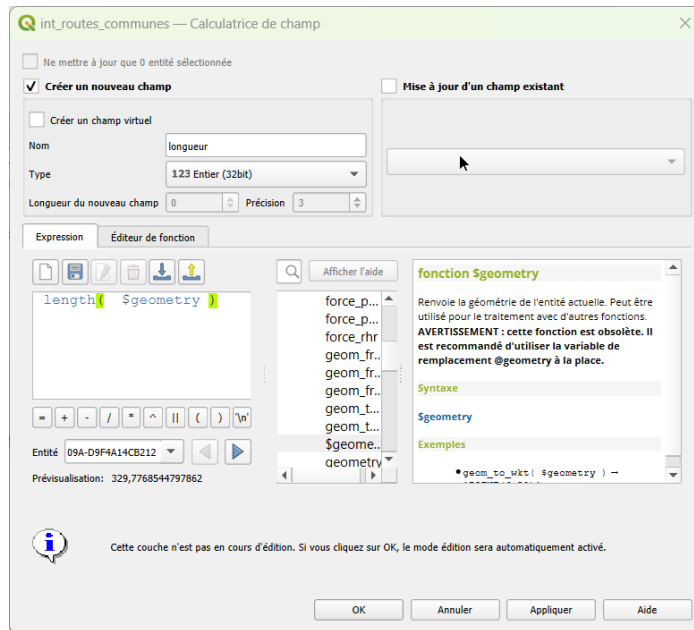 int_routes_communes — Calculatrice de champ
Ne mettre à jour que 0 entité sélectionnée
Créer un nouveau champ
Mise à jour d'un champ existant
Créer un champ virtuel
Nom longueur
Type 123 Entier (32bit)
Longueur du nouveau champ 0 Précision 3
Expression Éditeur de fonction
Afficher l'aide
length( $geometry )
= + - / * ^ || ( ) '\n'
Entité 09A-D9F4A14CB212
Prévisualisation: 329,7768544797862
force_p...
force_p...
force_rhr
geom_fr...
geom_fr...
geom_fr...
geom_t...
geom_t...
$geome...
geometry
fonction $geometry
Renvoie la géométrie de l'entité actuelle. Peut être
utilisé pour le traitement avec d'autres fonctions.
AVERTISSEMENT : cette fonction est obsolète. Il
est recommandé d'utiliser la variable de
remplacement @geometry à la place.
Syntaxe
$geometry
Exemples
• geom_to_wkt( $geometry ) →
Cette couche n'est pas en cours d'édition. Si vous cliquez sur OK, le mode édition sera automatiquement activé.
OK Annuler Appliquer Aide